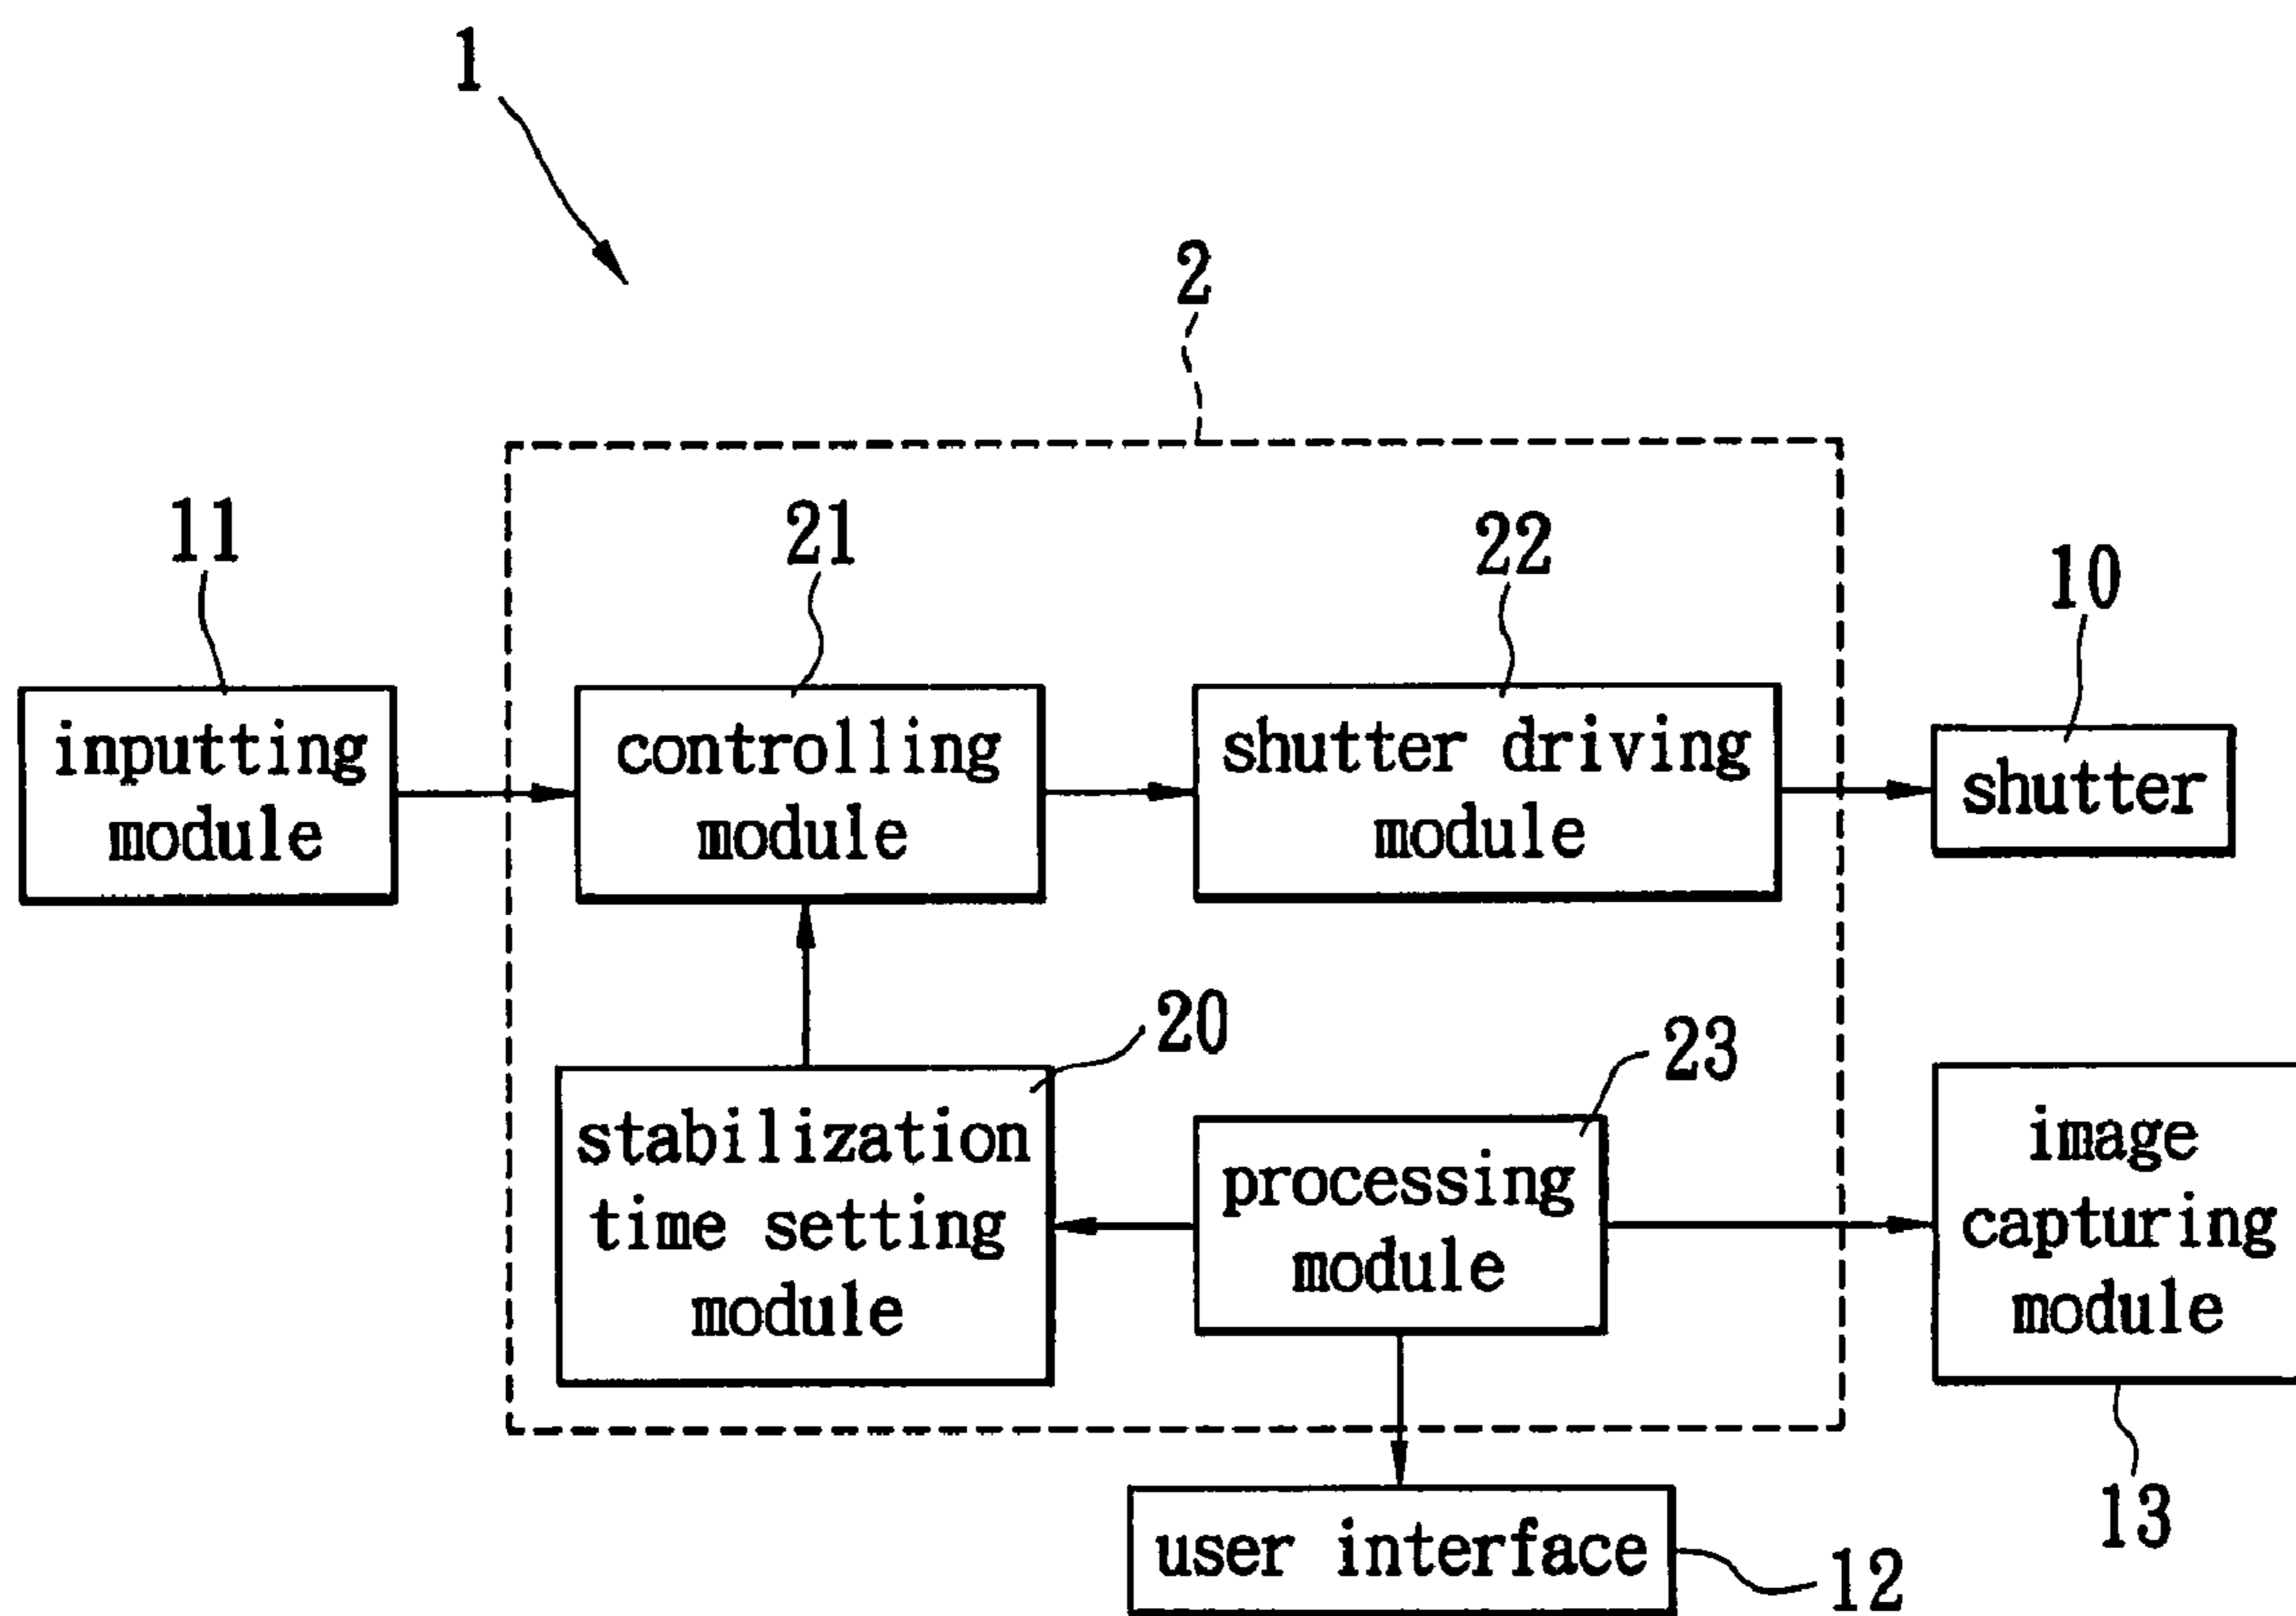 1
2
11
21
22
10
inputting
module
controlling
module
shutter driving
module
shutter
20
23
stabilization
time setting
module
processing
module
image
capturing
module
13
user interface
12